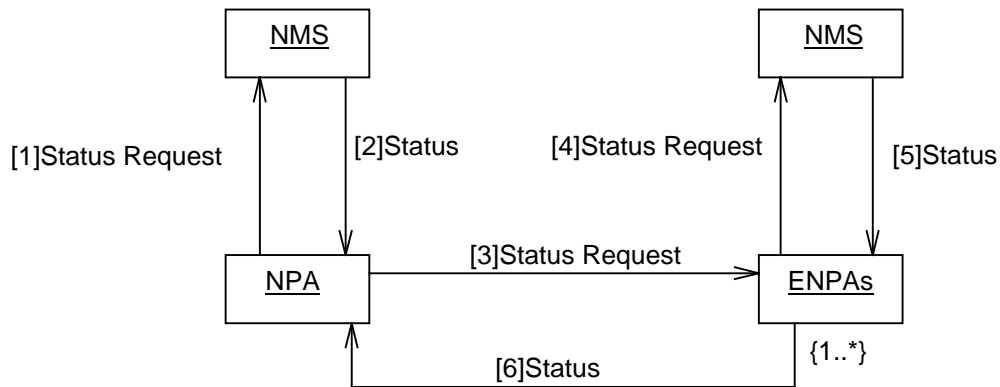 NMS
NMS
[1]Status Request
[2]Status
[4]Status Request
[5]Status
[3]Status Request
NPA
ENPAs
{1..*}
[6]Status